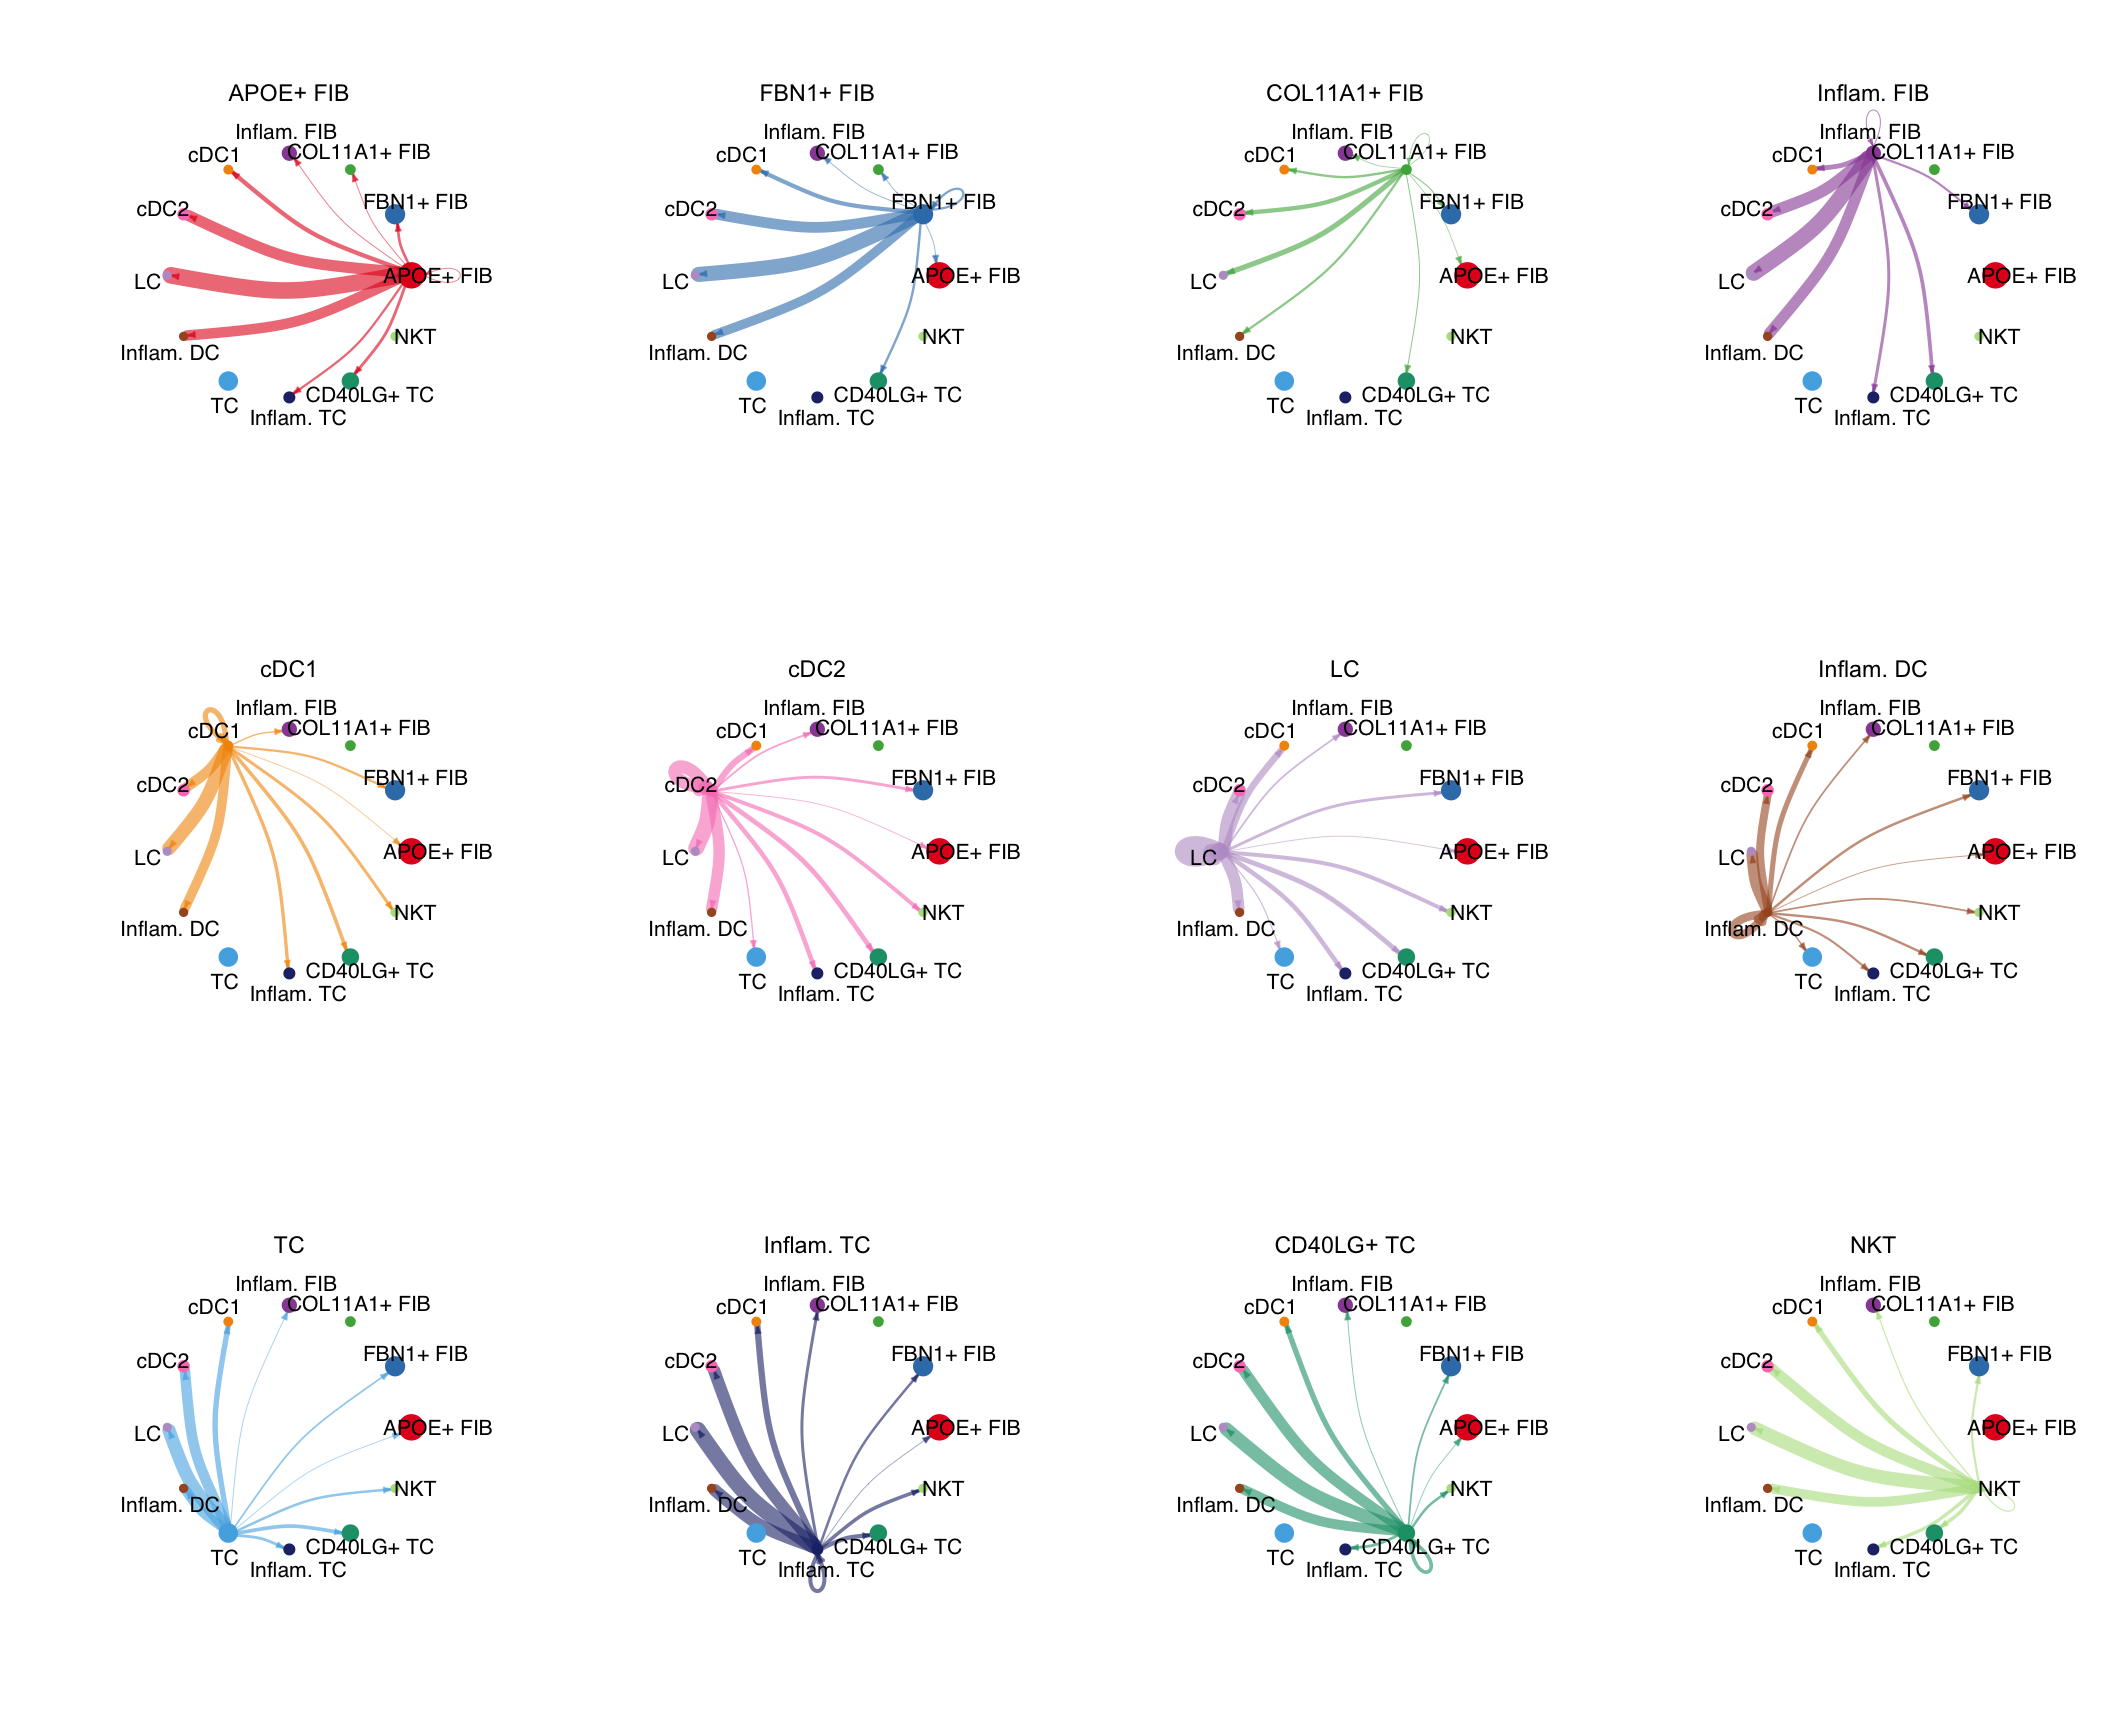 APOE+ FIB
Inflam. FIB
cDC1
COL11A1+ FIB
cDC2
FBN1+ FIB
LC
APOE+ FIB
Inflam. DC
NKT
TC
CD40LG+ TC
Inflam. TC
FBN1+ FIB
Inflam. FIB
cDC1
COL11A1+ FIB
cDC2
FBN1+ FIB
LC
APOE+ FIB
Inflam. DC
NKT
TC
CD40LG+ TC
Inflam. TC
COL11A1+ FIB
Inflam. FIB
cDC1
COL11A1+ FIB
cDC2
FBN1+ FIB
LC
APOE+ FIB
Inflam. DC
NKT
TC
CD40LG+ TC
Inflam. TC
Inflam. FIB
Inflam. FIB
cDC1
COL11A1+ FIB
cDC2
FBN1+ FIB
LC
APOE+ FIB
Inflam. DC
NKT
TC
CD40LG+ TC
Inflam. TC
cDC1
Inflam. FIB
cDC1
COL11A1+ FIB
cDC2
FBN1+ FIB
LC
APOE+ FIB
Inflam. DC
NKT
TC
CD40LG+ TC
Inflam. TC
cDC2
Inflam. FIB
cDC1
COL11A1+ FIB
cDC2
FBN1+ FIB
LC
APOE+ FIB
Inflam. DC
NKT
TC
CD40LG+ TC
Inflam. TC
LC
Inflam. FIB
cDC1
COL11A1+ FIB
cDC2
FBN1+ FIB
LC
APOE+ FIB
Inflam. DC
NKT
TC
CD40LG+ TC
Inflam. TC
Inflam. DC
Inflam. FIB
cDC1
COL11A1+ FIB
cDC2
FBN1+ FIB
LC
APOE+ FIB
Inflam. DC
NKT
TC
CD40LG+ TC
Inflam. TC
TC
Inflam. FIB
cDC1
COL11A1+ FIB
cDC2
FBN1+ FIB
LC
APOE+ FIB
Inflam. DC
NKT
TC
CD40LG+ TC
Inflam. TC
Inflam. TC
Inflam. FIB
cDC1
COL11A1+ FIB
cDC2
FBN1+ FIB
LC
APOE+ FIB
Inflam. DC
NKT
TC
CD40LG+ TC
Inflam. TC
CD40LG+ TC
Inflam. FIB
cDC1
COL11A1+ FIB
cDC2
FBN1+ FIB
LC
APOE+ FIB
Inflam. DC
NKT
TC
CD40LG+ TC
Inflam. TC
NKT
Inflam. FIB
cDC1
COL11A1+ FIB
cDC2
FBN1+ FIB
LC
APOE+ FIB
Inflam. DC
NKT
TC
CD40LG+ TC
Inflam. TC